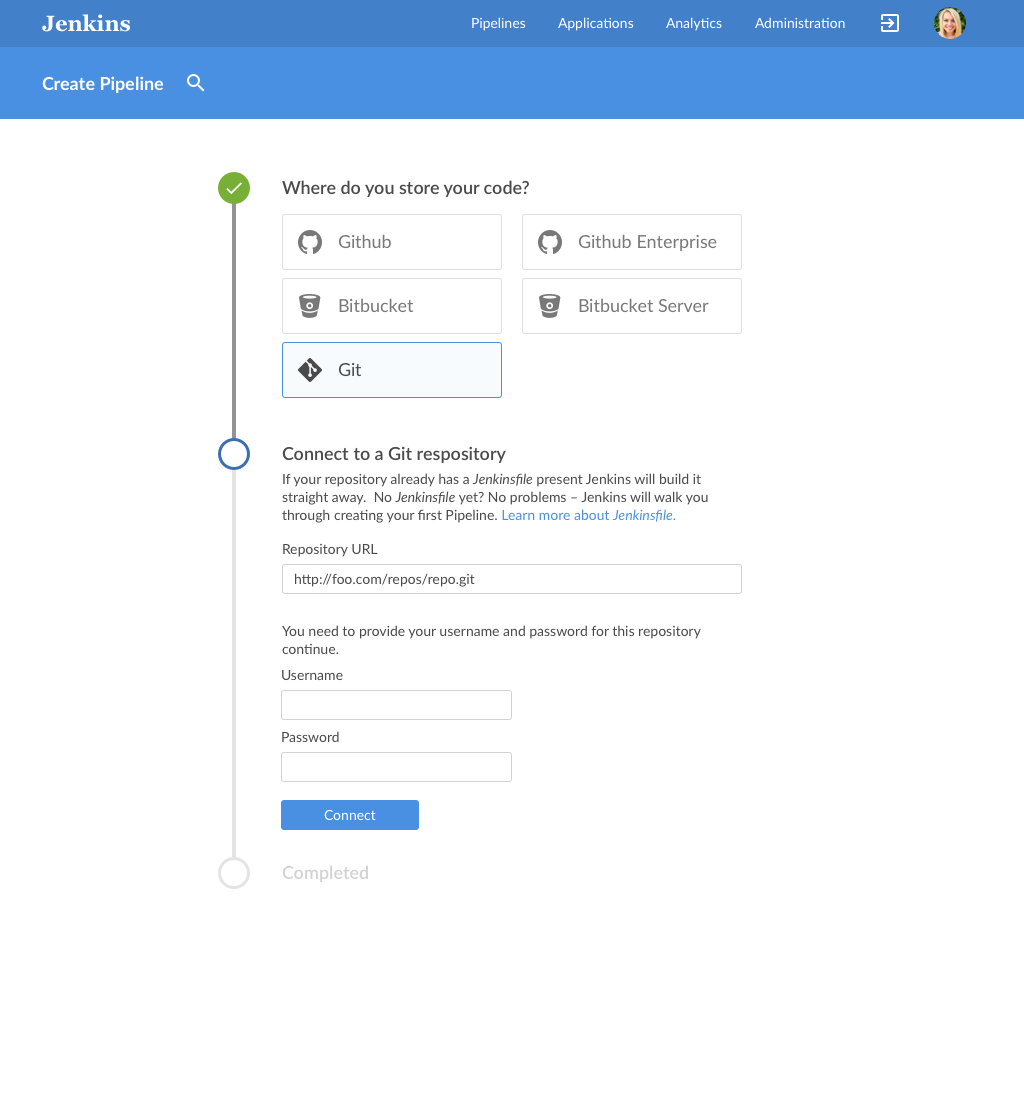 Jenkins
Pipelines Applications Analytics Administration
Create Pipeline
Where do you store your code?
Github
Github Enterprise
Bitbucket
Bitbucket Server
Git
Connect to a Git respository
If your repository already has a Jenkinsfile present Jenkins will build it
straight away.  No Jenkinsfile yet? No problems – Jenkins will walk you
through creating your first Pipeline. Learn more about Jenkinsfile.
Repository URL
http://foo.com/repos/repo.git
You need to provide your username and password for this repository
continue.
Username
Password
Connect
Completed